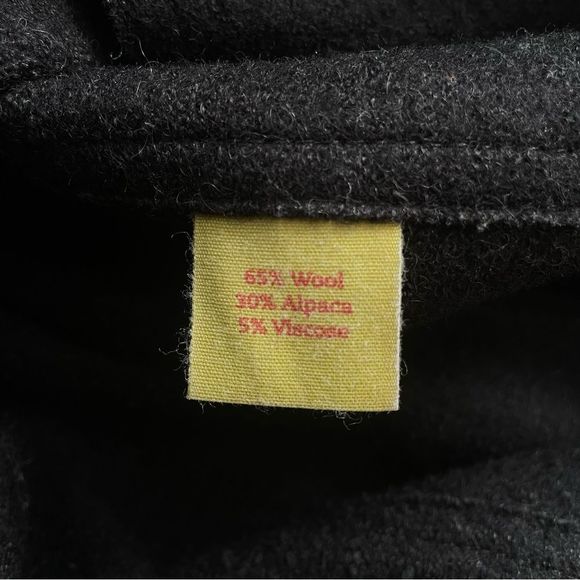 65% Wool
30% Alpaca
5% Viscose